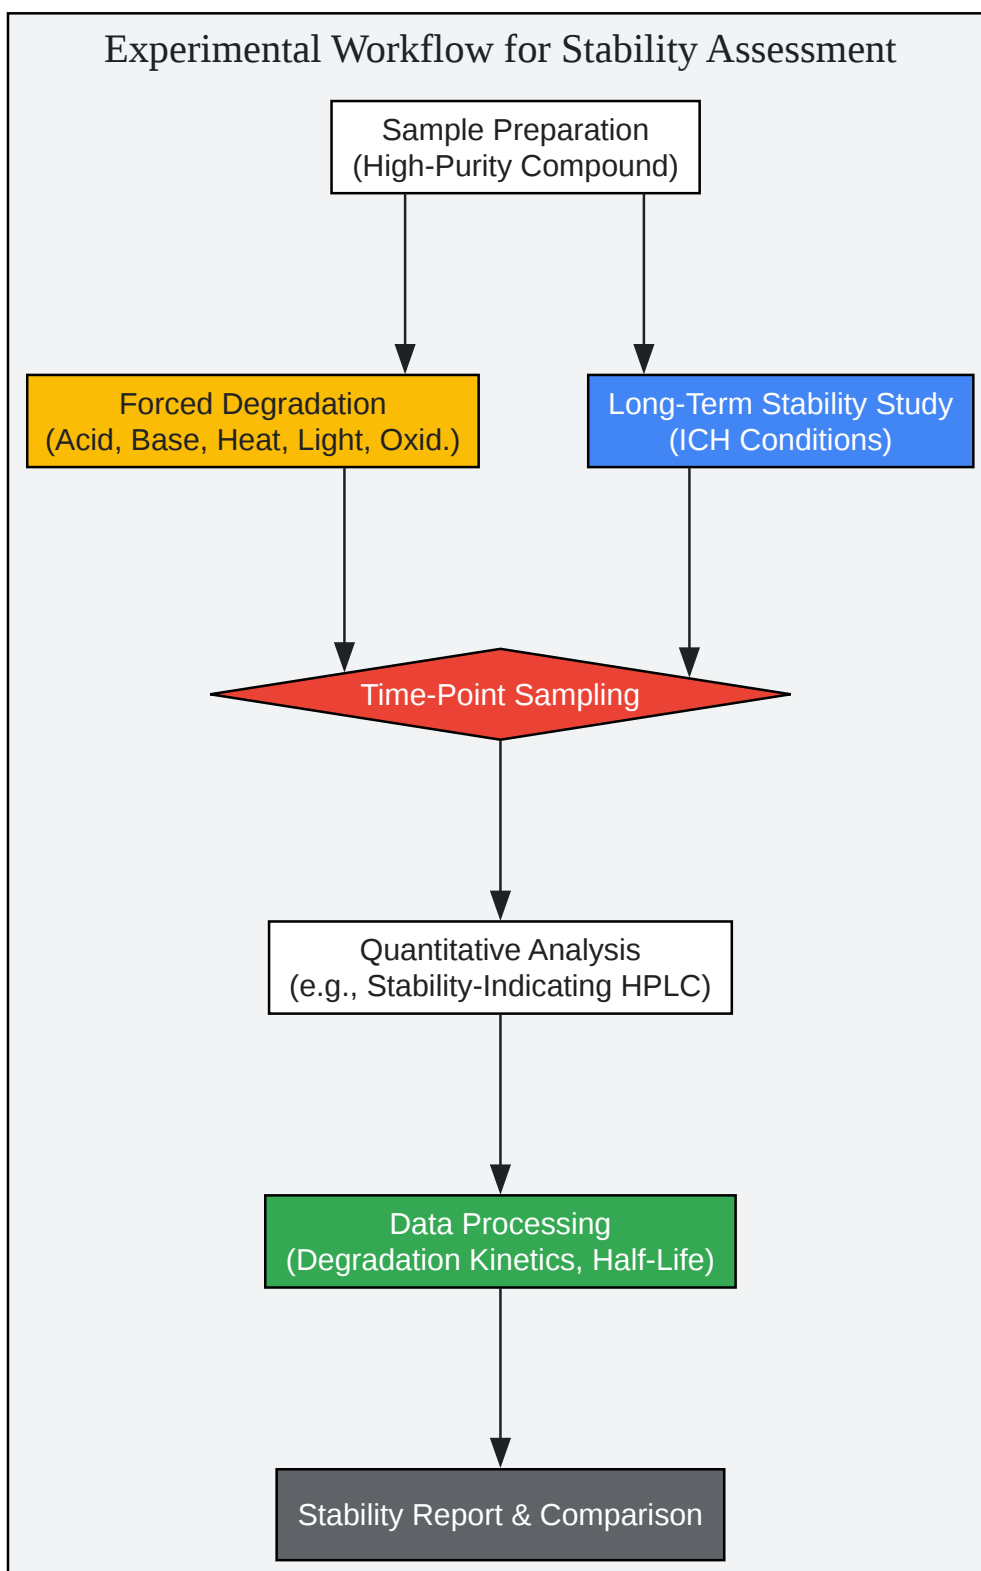 Experimental Workflow for Stability Assessment
Sample Preparation
(High-Purity Compound)
Forced Degradation
(Acid, Base, Heat, Light, Oxid.)
Long-Term Stability Study
(ICH Conditions)
Time-Point Sampling
Quantitative Analysis
(e.g., Stability-Indicating HPLC)
Data Processing
(Degradation Kinetics, Half-Life)
Stability Report & Comparison